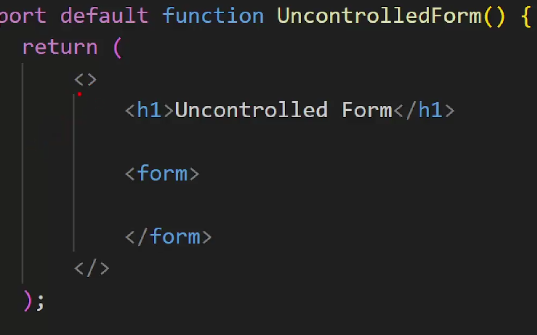 port default function UncontrolledForm() {
return (
<>
<h1>Uncontrolled Form</h1>
<form>
</form>
</>
);